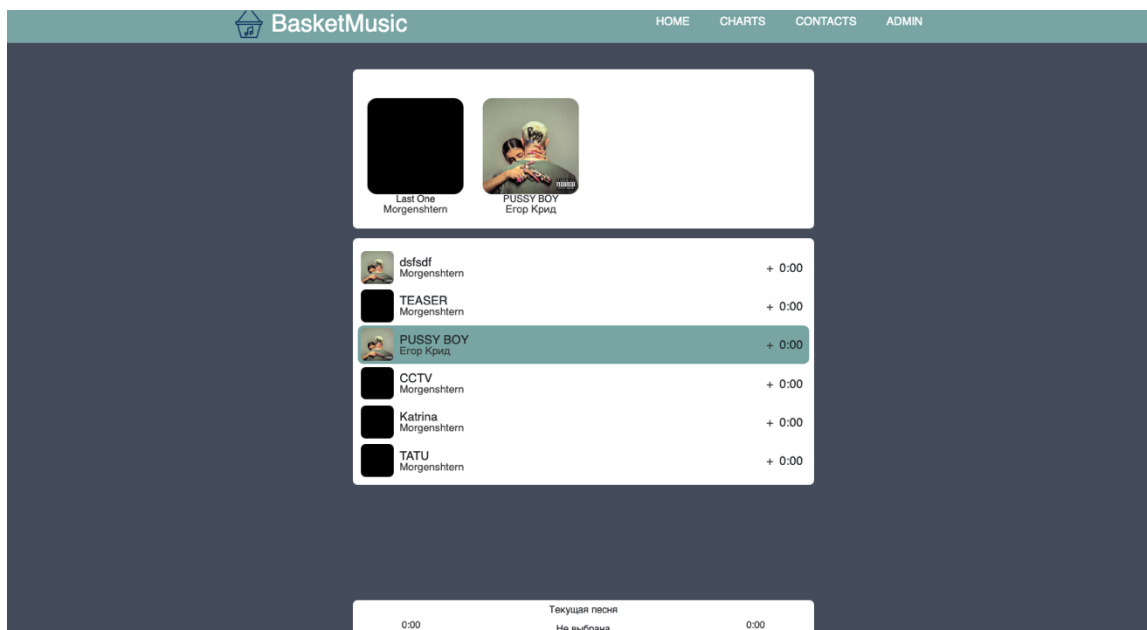 BasketMusic
HOME CHARTS CONTACTS ADMIN
Last One
Morgenshtern
PUSSY BOY
Егор Крид
dsfsdf
Morgenshtern
+ 0:00
TEASER
Morgenshtern
+ 0:00
PUSSY BOY
Егор Крид
+ 0:00
CCTV
Morgenshtern
+ 0:00
Katrina
Morgenshtern
+ 0:00
TATU
Morgenshtern
+ 0:00
Текущая песня
0:00 Не выбрана 0:00